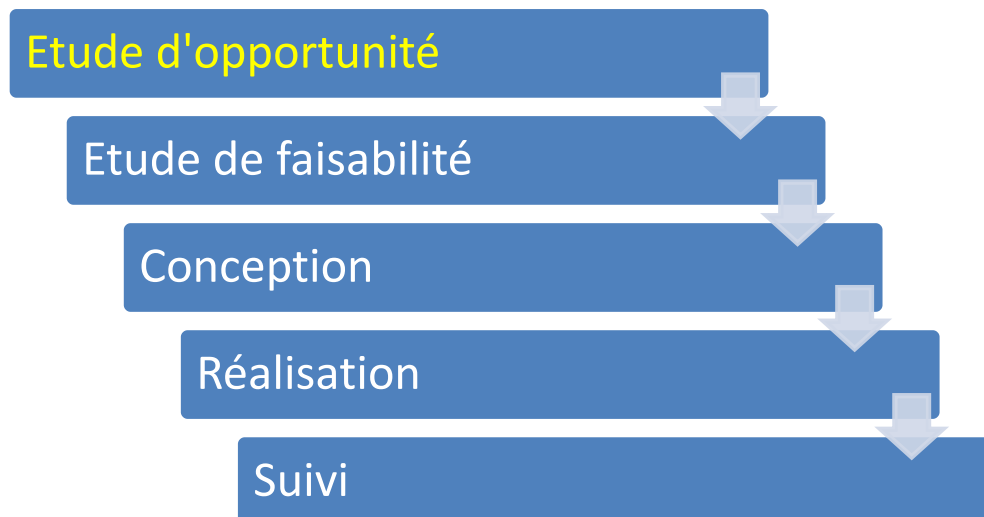 Etude d'opportunité
Etude de faisabilité
Conception
Réalisation
Suivi